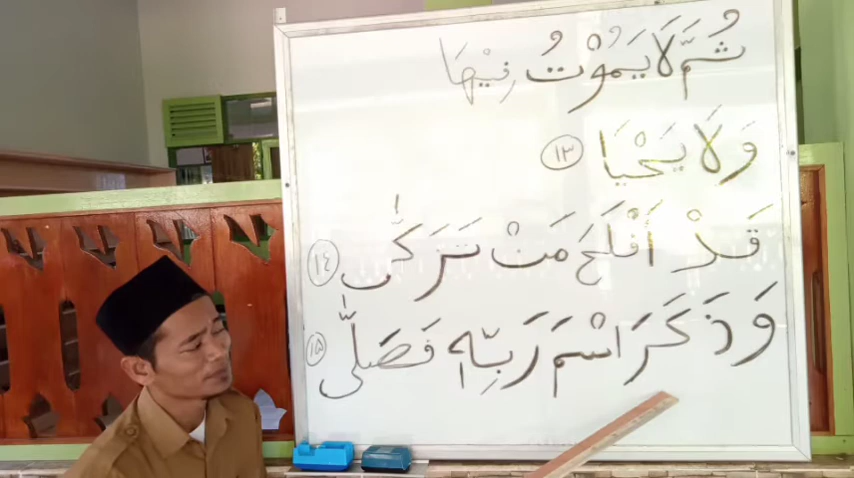 ثُمَّ لَا يَمُوْتُ فِيْهَا
وَلَا يَحْيَا ١٣
قَدْ أَفْلَحَ مَنْ تَزَكّٰى ١٤
وَذَكَرَ اسْمَ رَبِّهٖ فَصَلّٰى ١٥